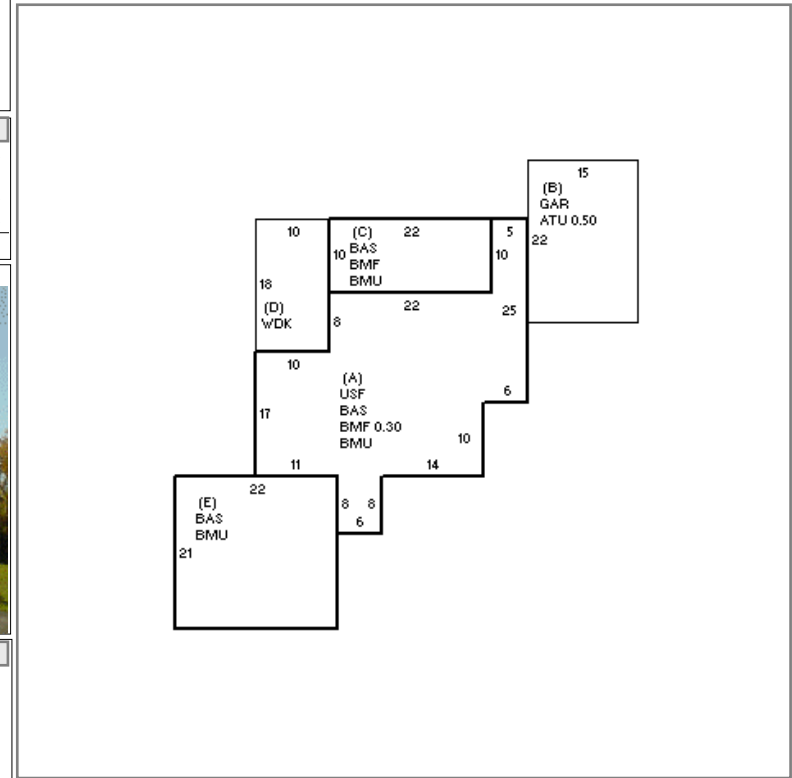 15
(B)
GAR
ATU 0.50
22
10
18
(D)
WDK
(C)
22
BAS
10
BMF
BMU
5
10
22
25
8
10
(A)
USF
BAS
BMF 0.30
BMU
6
17
10
11
14
22
(E)
BAS
BMU
21
8
8
6